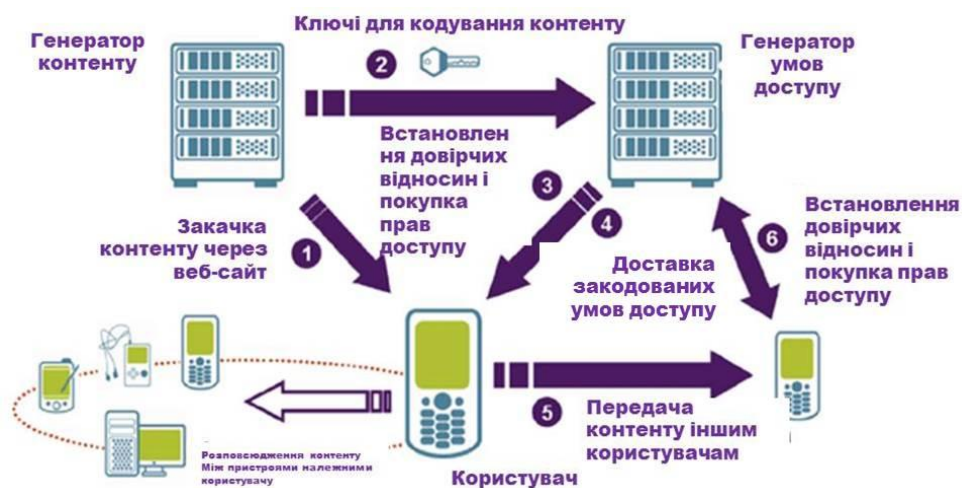 Ключі для кодування контенту
Генератор
контенту
2
Генератор
умов
доступу
Встановлен
ня довірчих
відносин і
покупка
прав
доступу
3
4
Закачка
контенту через
веб-сайт
1
Доставка
закодованих
умов доступу
6
Встановлення
довірчих
відносин і
покупка прав
доступу
5
Передача
контенту іншим
користувачам
Розповсюдження контенту
Між пристроями належними
користувачу
Користувач